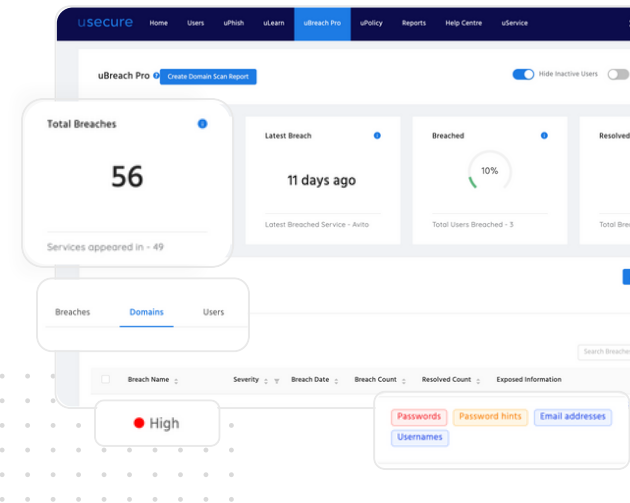 usecure Home Users uPhish uLearn uBreach Pro uPolicy Reports Help Centre uService
uBreach Pro Create Domain Scan Report Hide Inactive Users
Total Breaches
56
Services appeared in - 49
Latest Breach
11 days ago
Latest Breached Service - Avito
Breached
10%
Total Users Breached - 3
Resolved
Total
Breaches Domains Users
Search Breaches
Breach Name Severity Breach Date Breach Count Resolved Count Exposed Information
High
Passwords Password hints Email addresses
Usernames